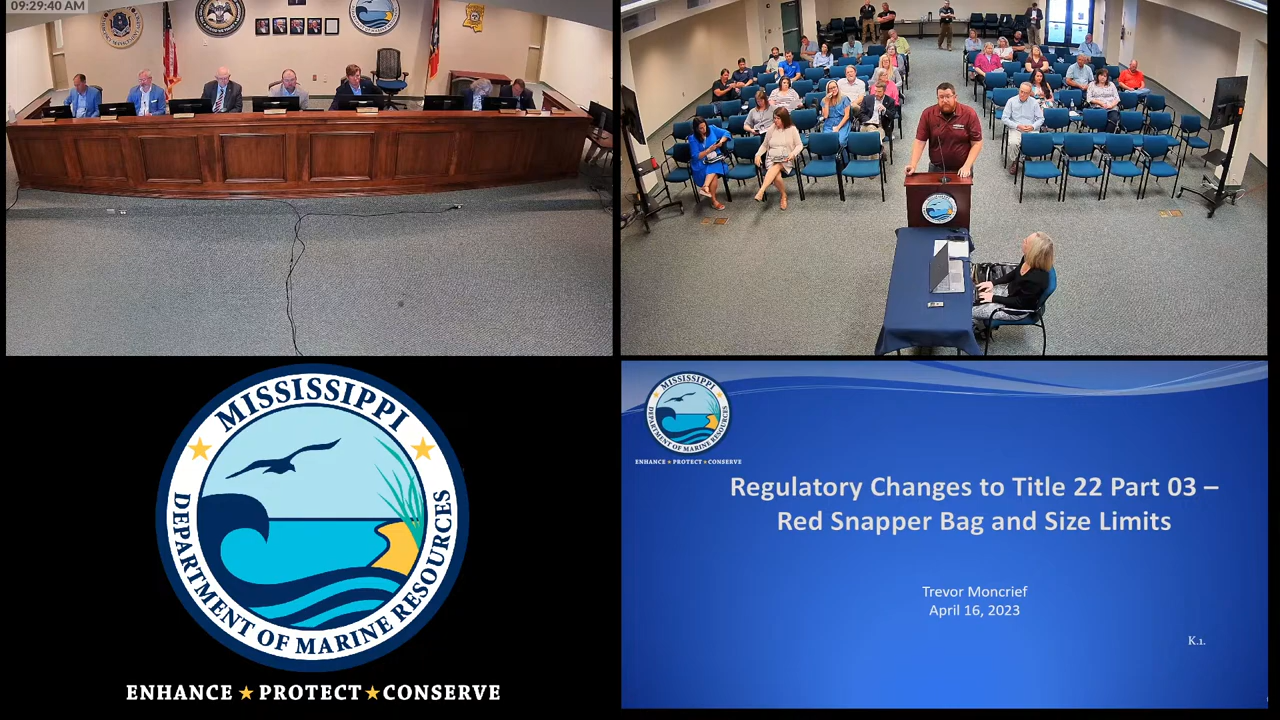 09:29:40 AM
MISSISSIPPI
DEPARTMENT OF MARINE RESOURCES
ENHANCE ★ PROTECT ★ CONSERVE
MISSISSIPPI
DEPARTMENT OF MARINE RESOURCES
ENHANCE ★ PROTECT ★ CONSERVE
Regulatory Changes to Title 22 Part 03 –
Red Snapper Bag and Size Limits
Trevor Moncrief
April 16, 2023
K.1.